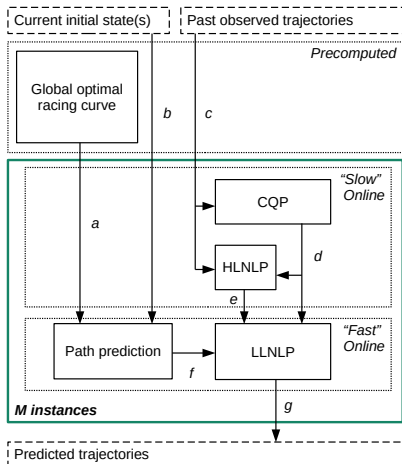 Current initial state(s)
Past observed trajectories
Precomputed
Global optimal
racing curve
b
c
a
“Slow”
Online
CQP
d
HLNLP
e
“Fast”
Online
Path prediction
LLNLP
f
g
M instances
Predicted trajectories